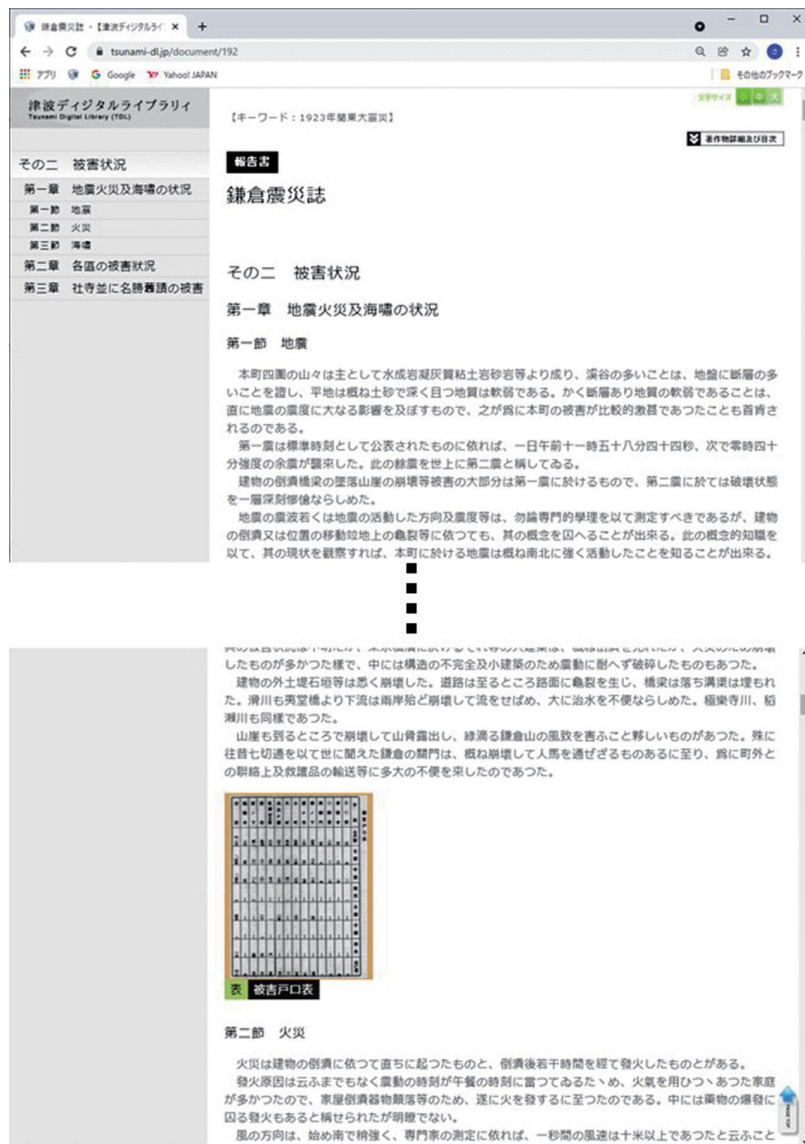 鎌倉震災誌 - 【津波ディジタルライ × +
tsunami-dl.jp/document/192
アプリ Google Yahoo! JAPAN その他のブックマーク
津波ディジタルライブラリィ
Tsunami Digital Library (TDL)
文字サイズ 小 中 大
【キーワード：1923年関東大震災】
著作物詳細及び目次
その二 被害状況
第一章 地震火災及海嘯の状況
第一節 地震
第二節 火災
第三節 海嘯
第二章 各區の被害狀況
第三章 社寺並に名勝舊蹟の被害
報告書
鎌倉震災誌
その二 被害状況
第一章 地震火災及海嘯の状況
第一節 地震
本町四圍の山々は主として水成岩凝灰質粘土岩砂岩等より成り、渓谷の多いことは、地盤に斷層の多
いことを證し、平地は概ね土砂で深く且つ地質は軟弱である。かく斷層あり地質の軟弱であることは、
直に地震の震度に大なる影響を及ぼすもので、之が爲に本町の被害が比較的激甚であつたことも首肯さ
れるのである。
第一震は標準時刻として公表されたものに依れば、一日午前十一時五十八分四十四秒、次で零時四十
分強度の余震が襲来した。此の餘震を世上に第二震と稱してゐる。
建物の倒潰橋梁の墜落山崖の崩壊等被害の大部分は第一震に於けるもので、第二震に於ては破壊状態
を一層深刻惨愴ならしめた。
地震の震波若くは地震の活動した方向及震度等は、勿論専門的學理を以て測定すべきであるが、建物
の倒潰又は位置の移動竝地上の亀裂等に依つても、其の概念を囚へることが出来る。此の概念的知職を
以て、其の現状を觀察すれば、本町に於ける地震は概ね南北に強く活動したことを知ることが出来る。
したものが多かつた樣で、中には構造の不完全及小建築のため震動に耐へず破碎したものもあつた。
建物の外土堤石垣等は悉く崩壊した。道路は至るところ路面に亀裂を生じ、橋梁は落ち溝渠は埋もれ
た。滑川も夷堂橋より下流は兩岸殆ど崩壊して流をせばめ、大に治水を不便ならしめた。極樂寺川、稻
瀬川も同樣であつた。
山崖も到るところで崩壊して山骨露出し、綠滴る鎌倉山の風致を害ふこと夥しいものがあつた。殊に
往昔七切通を以て世に聞えた鎌倉の關門は、概ね崩壊して人馬を通ぜざるものあるに至り、爲に町外と
の聯絡上及救護品の輸送等に多大の不便を来したのであつた。
表 被害戸口表
第二節 火災
火災は建物の倒潰に依つて直ちに起つたものと、倒潰後若干時間を經て發火したものとがある。
發火原因は云ふまでもなく震動の時刻が午餐の時刻に當つてゐるたヽめ、火氣を用ひつヽあつた家庭
が多かつたので、家屋倒潰器物顛落等のため、遂に火を發するに至つたのである。中には藥物の爆發に
因る發火もあると稱せられたが明瞭でない。
風の方向は、始め南で稍強く、専門家の測定に依れば、一秒間の風速は十米以上であつたと云ふこと
PAGE TOP